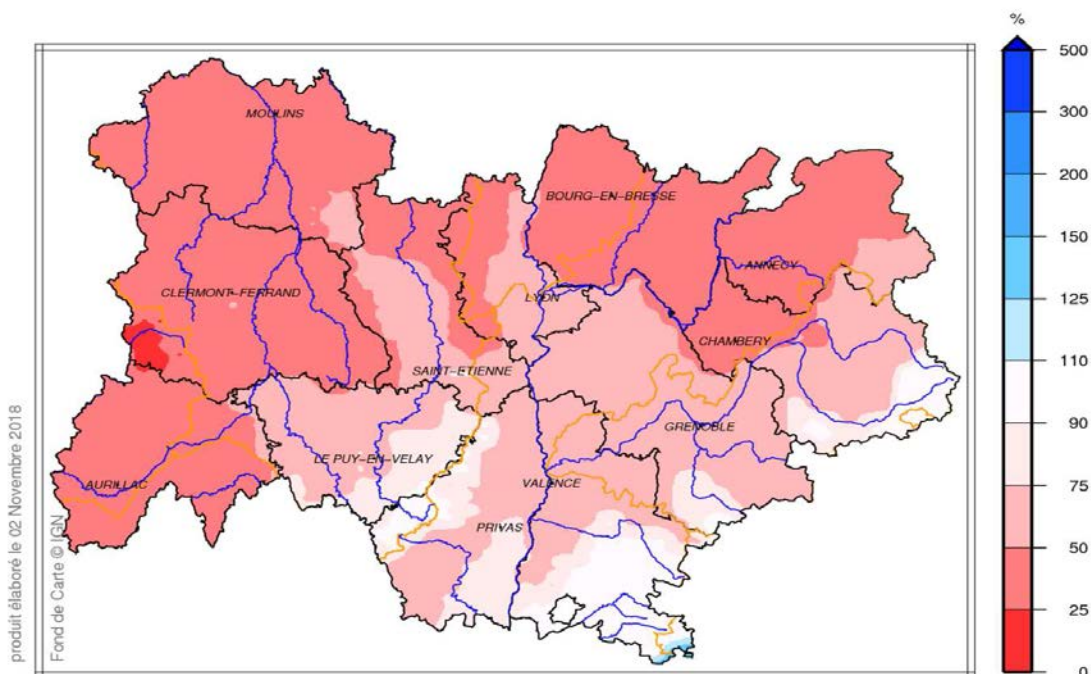 %
500
300
200
150
125
110
90
75
50
25
0
MOULINS
BOURG-EN-BRESSE
ANNECY
CLERMONT-FERRAND
LYON
CHAMBERY
SAINT-ETIENNE
GRENOBLE
LE PUY-EN-VELAY
AURILLAC
VALENCE
PRIVAS
produit élaboré le 02 Novembre 2018
Fond de Carte © IGN